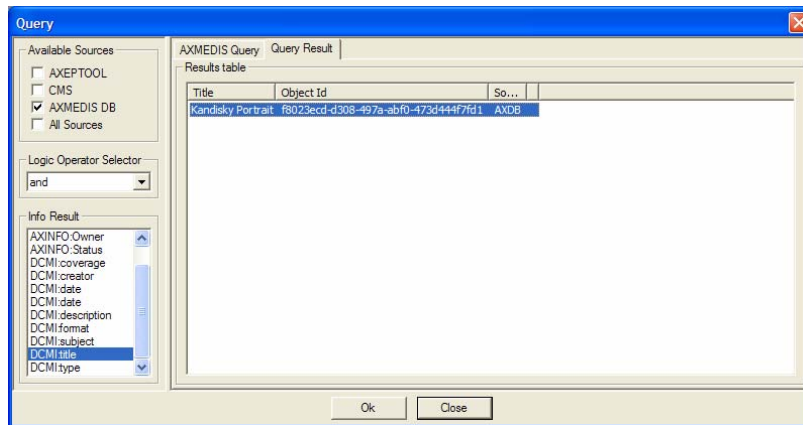 Query
Available Sources
AXEPTOOL
CMS
AXMEDIS DB
All Sources
Logic Operator Selector
and
Info Result
AXINFO:Owner
AXINFO:Status
DCMI:coverage
DCMI:creator
DCMI:date
DCMI:date
DCMI:description
DCMI:format
DCMI:subject
DCMI:title
DCMI:type
AXMEDIS Query Query Result
Results table
Title Object Id So...
Kandisky Portrait f8023ecd-d308-497a-abf0-473d444f7fd1 AXDB
Ok Close